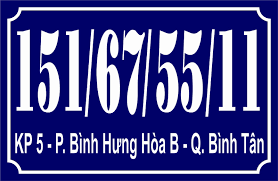 151/67/55/11
KP 5 - P. Bình Hưng Hòa B - Q. Bình Tân